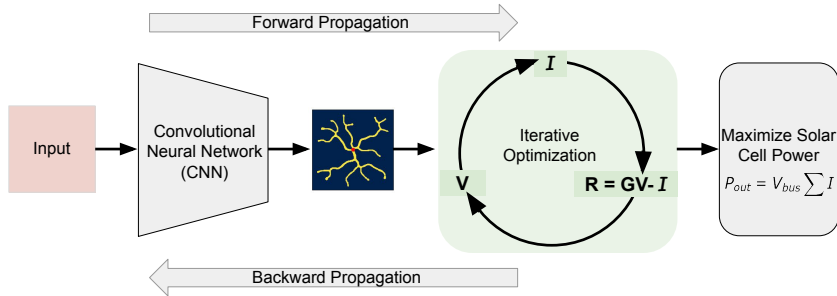 Forward Propagation
Input
Convolutional
Neural Network
(CNN)
I
Iterative
Optimization
V
R = GV- I
Maximize Solar
Cell Power
P_out = V_bus ∑ I
Backward Propagation